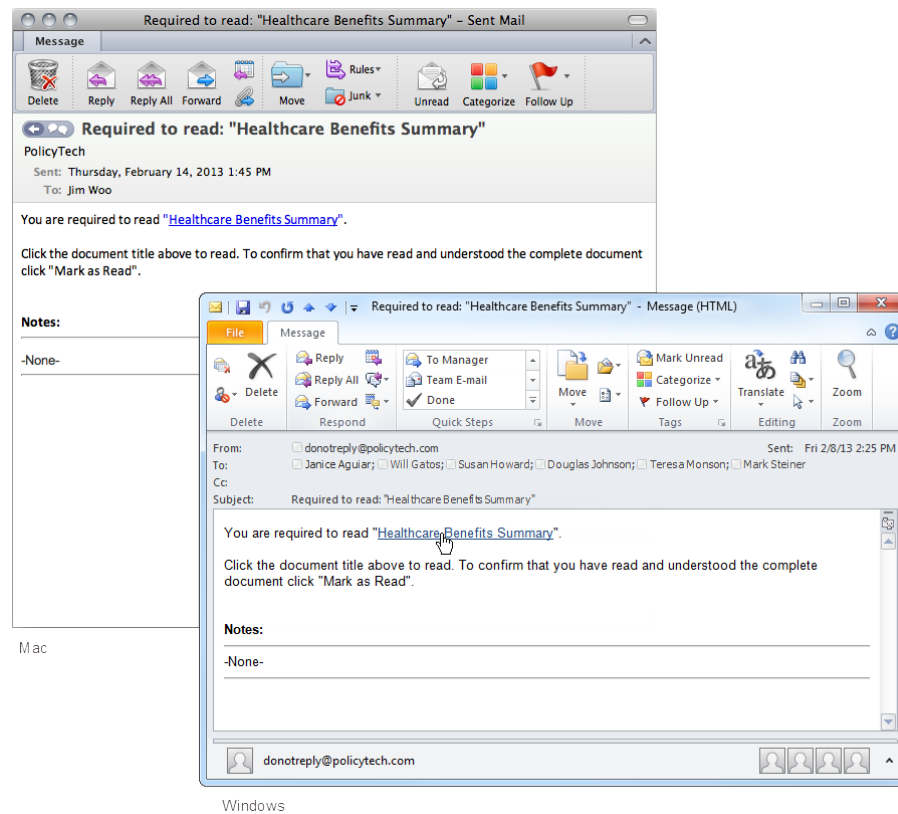 Required to read: "Healthcare Benefits Summary" – Sent Mail
Message
Delete Reply Reply All Forward Move Rules Junk Unread Categorize Follow Up
Required to read: "Healthcare Benefits Summary"
PolicyTech
Sent: Thursday, February 14, 2013 1:45 PM
To: Jim Woo
You are required to read "Healthcare Benefits Summary".
Click the document title above to read. To confirm that you have read and understood the complete document
click "Mark as Read".
Notes:
-None-
Mac
Required to read: "Healthcare Benefits Summary" - Message (HTML)
File Message
Reply To Manager Mark Unread
Delete Reply All Team E-mail Move Categorize Translate Zoom
Forward Done Follow Up
Delete Respond Quick Steps Move Tags Editing Zoom
From: donotreply@policytech.com Sent: Fri 2/8/13 2:25 PM
To: Janice Aguiar; Will Gatos; Susan Howard; Douglas Johnson; Teresa Monson; Mark Steiner
Cc:
Subject: Required to read: "Healthcare Benefits Summary"
You are required to read "Healthcare Benefits Summary".
Click the document title above to read. To confirm that you have read and understood the complete
document click "Mark as Read".
Notes:
-None-
donotreply@policytech.com
Windows